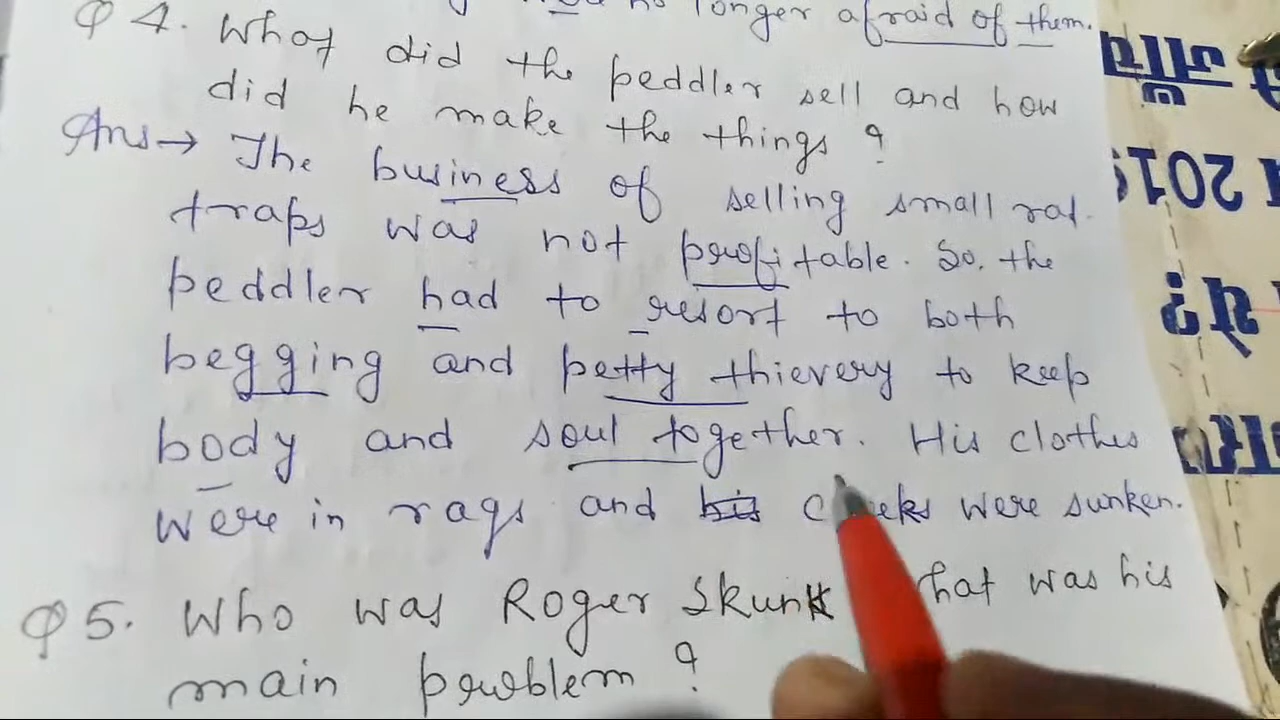 no longer afraid of them.
Q 4. What did the peddler sell and how
did he make the things ?
Ans → The business of selling small rat
traps was not profitable. So, the
peddler had to resort to both
begging and petty thievery to keep
body and soul together. His clothes
were in rags and his cheeks were sunken.
Q 5. Who was Roger Skunk What was his
main problem ?